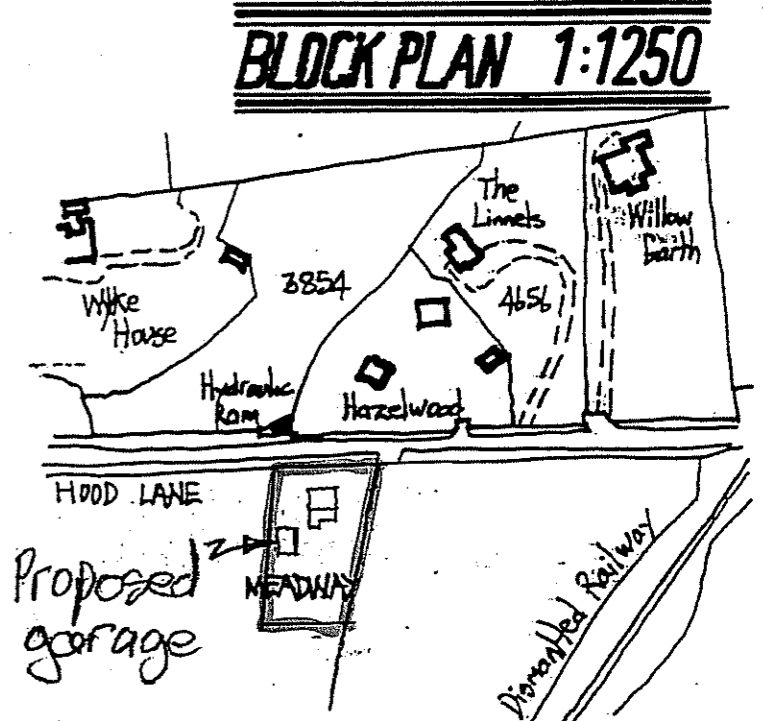 BLOCK PLAN 1:1250
The
Linnets
Willow
Garth
3854
4656
Wyke
House
Hydraulic
Ram
Hazelwood
HOOD LANE
Proposed
garage
MEADWAY
Dismantled Railway